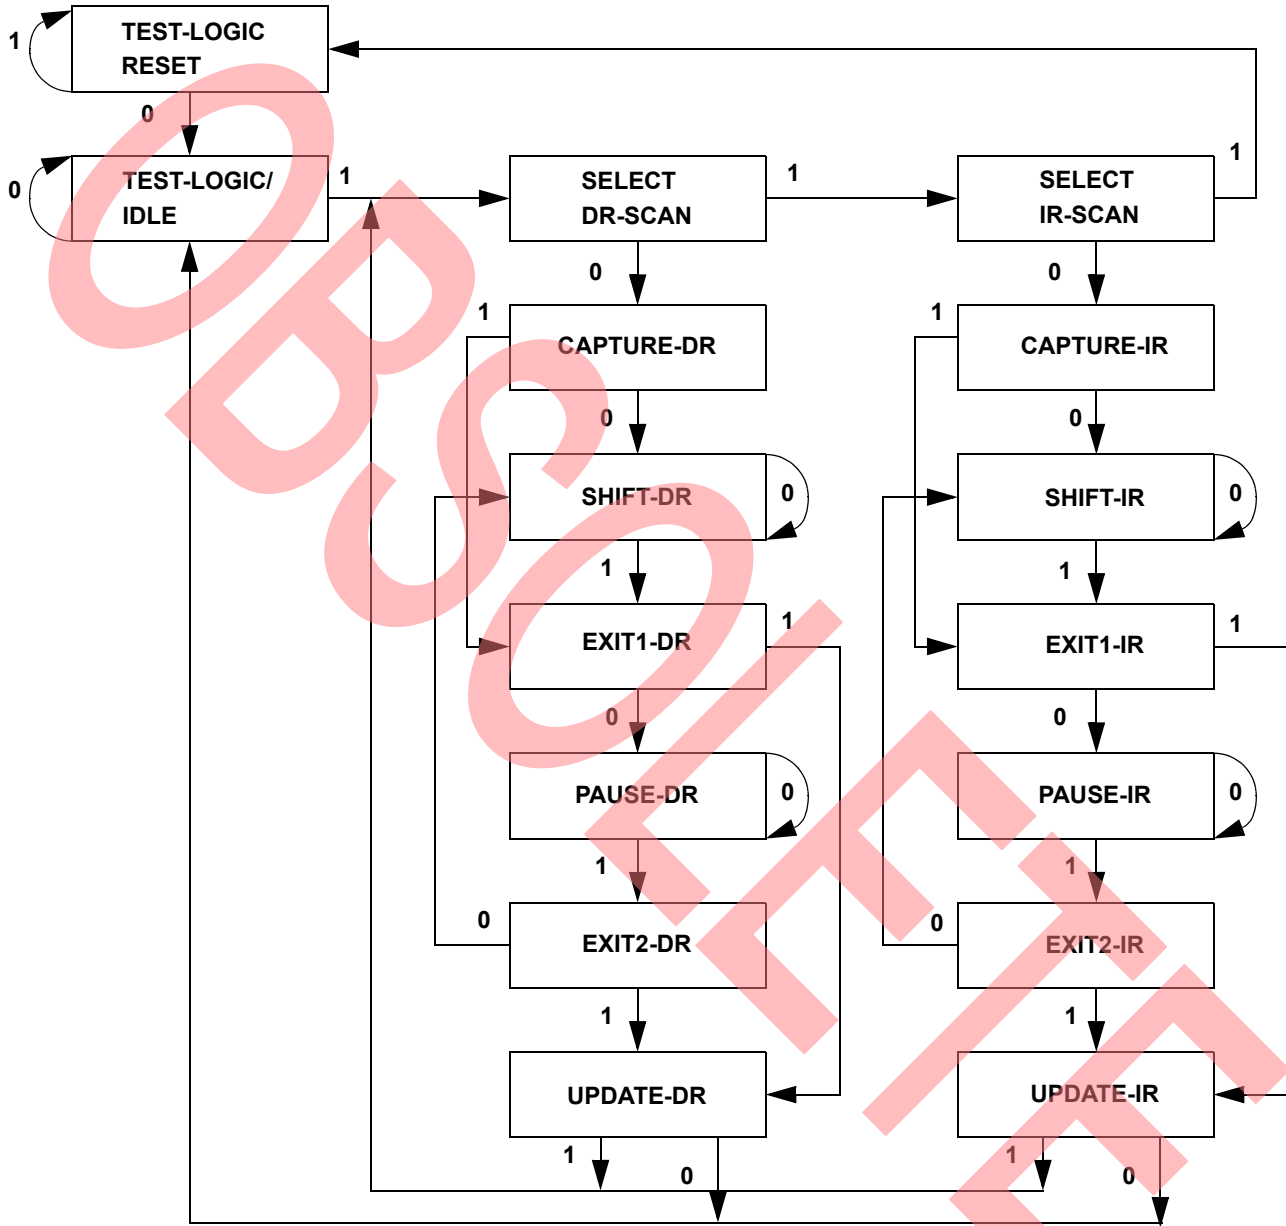 TEST-LOGIC
RESET
1
0
TEST-LOGIC/
IDLE
0
1
SELECT
DR-SCAN
1
SELECT
IR-SCAN
1
0
0
1
CAPTURE-DR
1
CAPTURE-IR
0
0
SHIFT-DR
0
SHIFT-IR
0
1
1
EXIT1-DR
1
EXIT1-IR
1
0
0
PAUSE-DR
0
PAUSE-IR
0
1
1
0
EXIT2-DR
0
EXIT2-IR
1
1
UPDATE-DR
UPDATE-IR
1
0
1
0
OBSOLETE